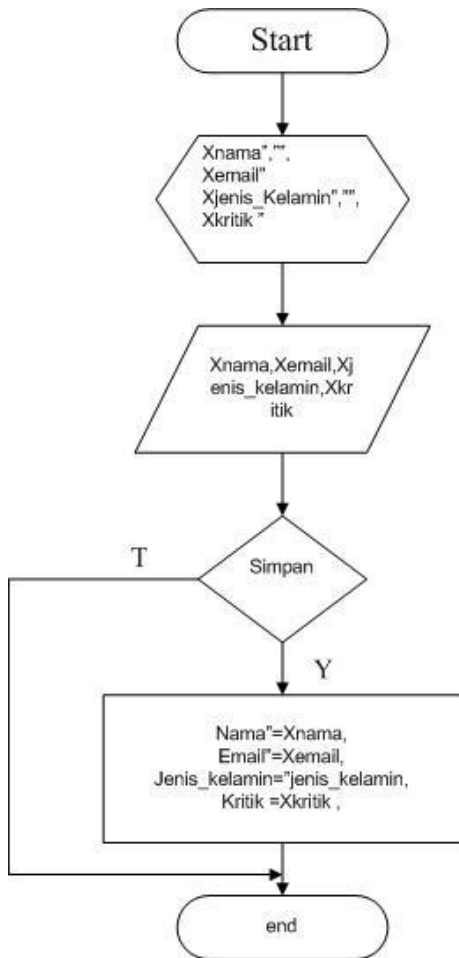 Start
Xnama”,””,
Xemail”
Xjenis_Kelamin”,””,
Xkritik ”
Xnama,Xemail,Xj
enis_kelamin,Xkr
itik
T
Simpan
Y
Nama”=Xnama,
Email”=Xemail,
Jenis_kelamin=”jenis_kelamin,
Kritik =Xkritik ,
end